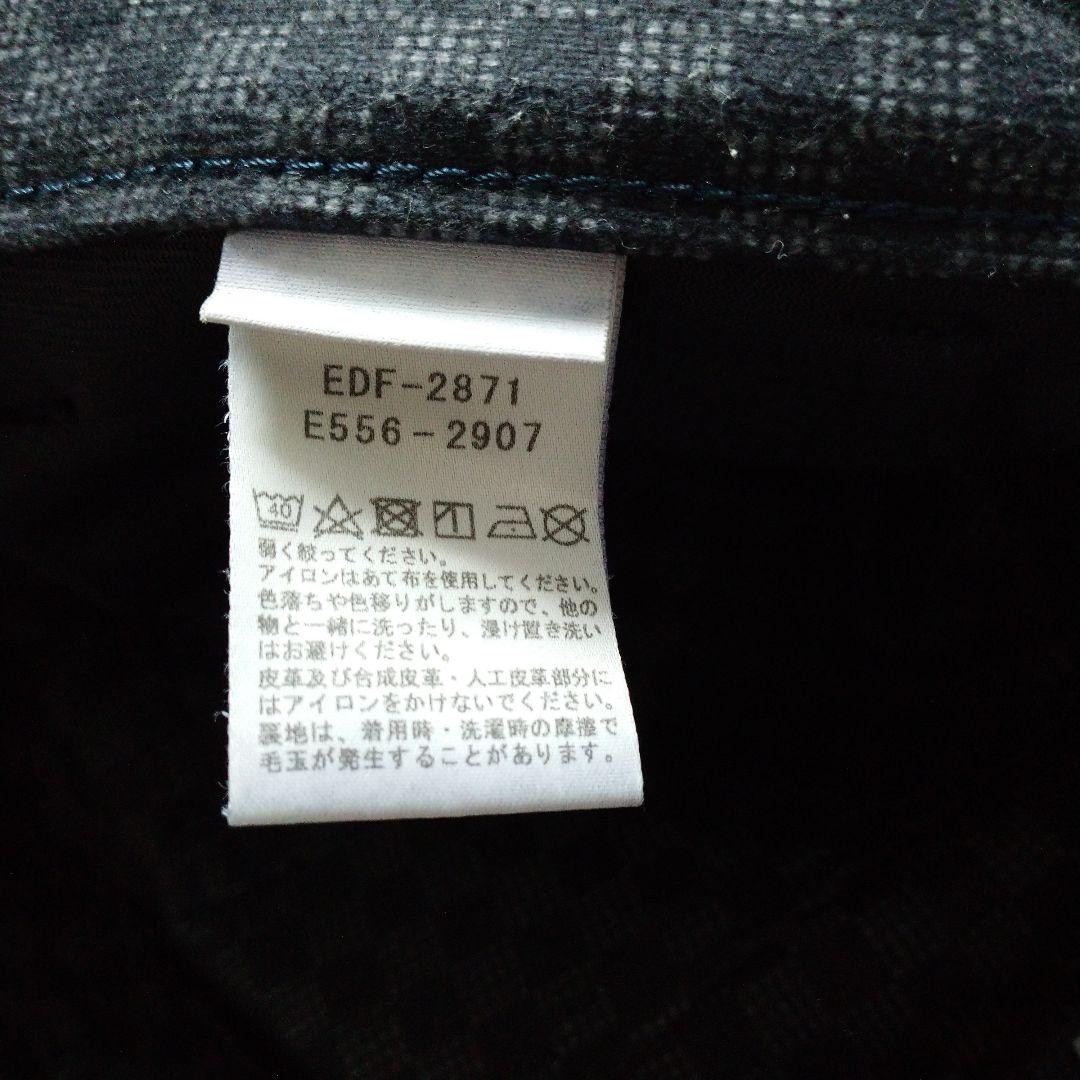 EDF-2871
E556-2907
40
弱く絞ってください。
アイロンはあて布を使用してください。
色落ちや色移りがしますので、他の
物と一緒に洗ったり、浸け置き洗い
はお避けください。
皮革及び合成皮革・人工皮革部分に
はアイロンをかけないでください。
裏地は、着用時・洗濯時の摩擦で
毛玉が発生することがあります。